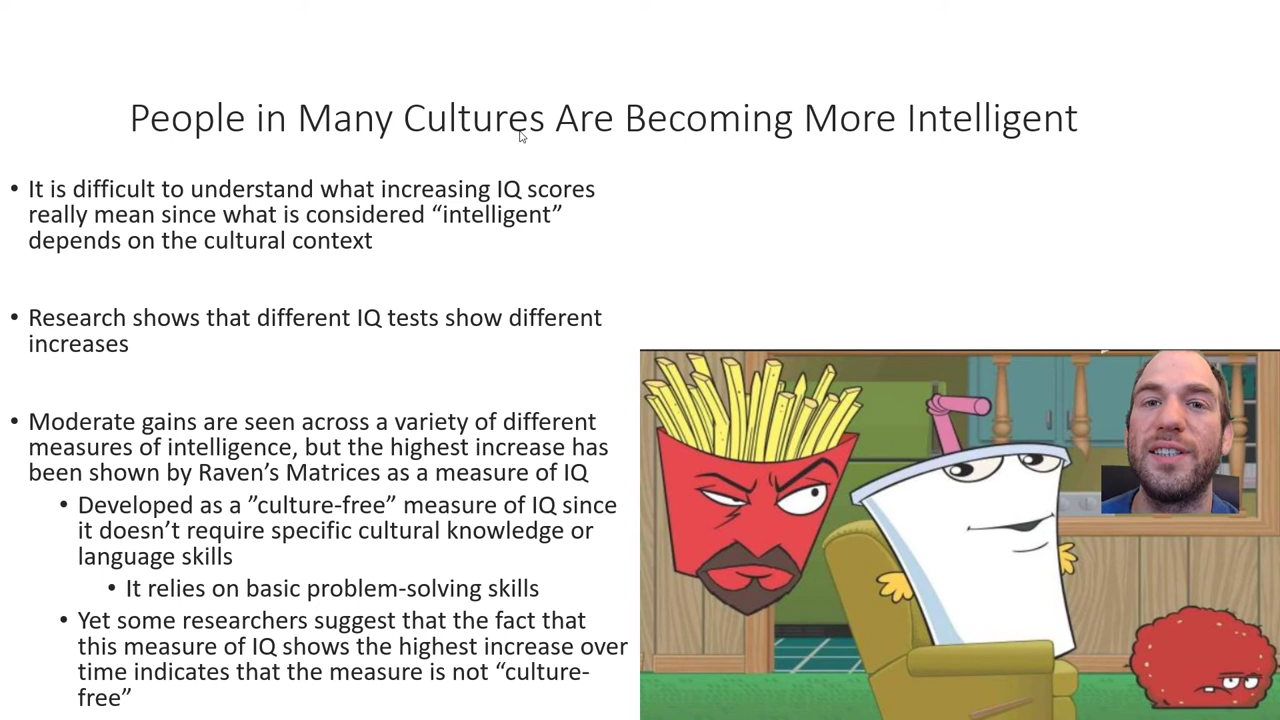 People in Many Cultures Are Becoming More Intelligent
• It is difficult to understand what increasing IQ scores
really mean since what is considered “intelligent”
depends on the cultural context
• Research shows that different IQ tests show different
increases
• Moderate gains are seen across a variety of different
measures of intelligence, but the highest increase has
been shown by Raven’s Matrices as a measure of IQ
• Developed as a ”culture-free” measure of IQ since
it doesn’t require specific cultural knowledge or
language skills
• It relies on basic problem-solving skills
• Yet some researchers suggest that the fact that
this measure of IQ shows the highest increase over
time indicates that the measure is not “culture-
free”